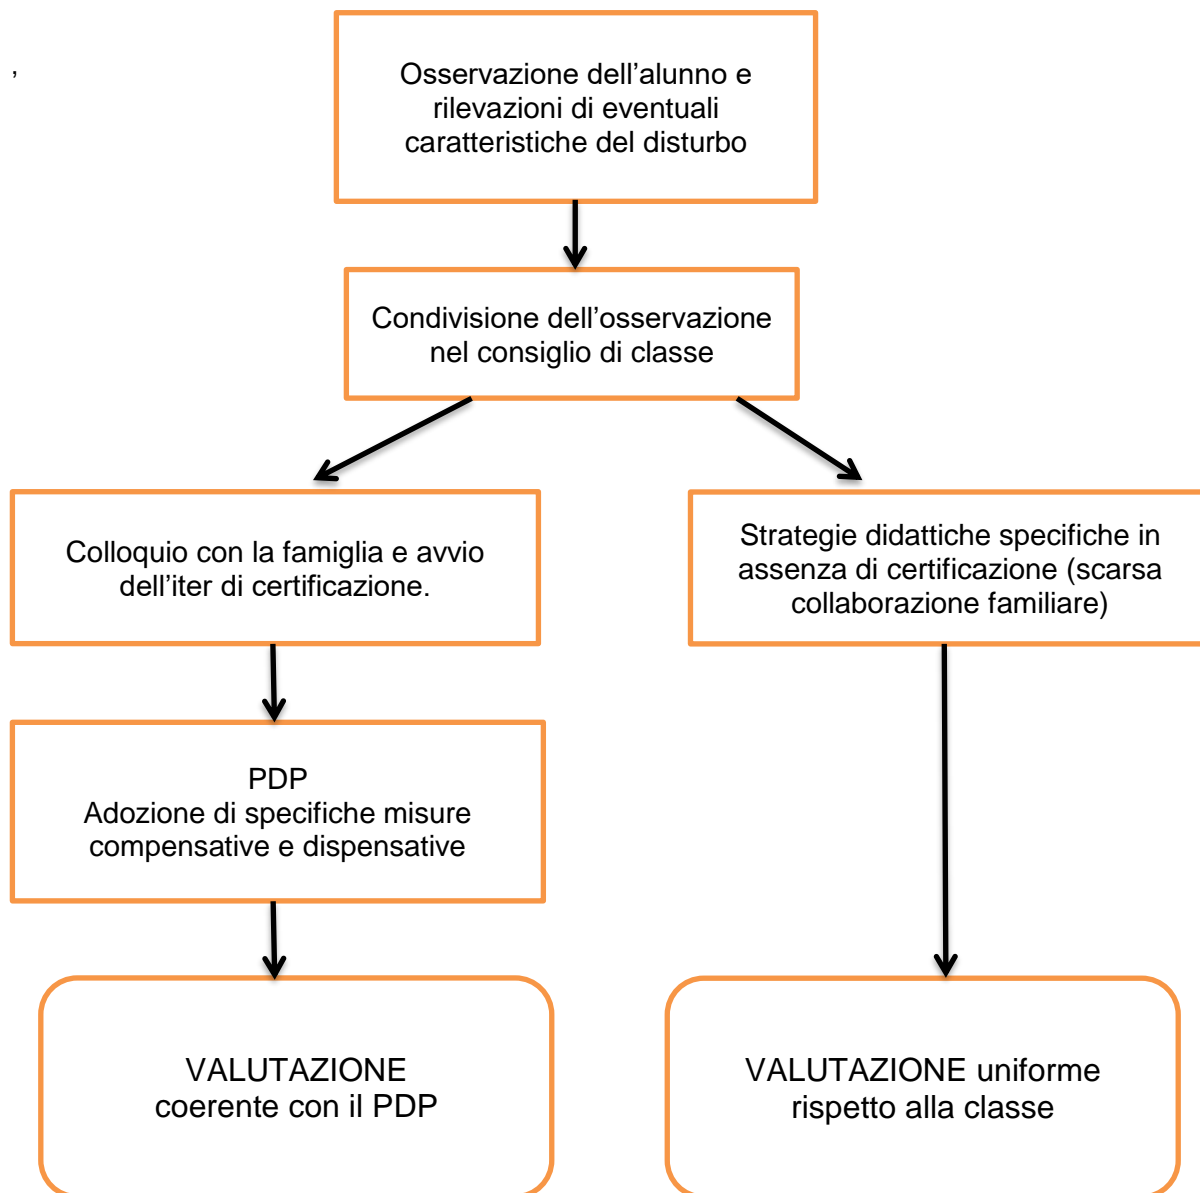 ,
Osservazione dell’alunno e
rilevazioni di eventuali
caratteristiche del disturbo
Condivisione dell’osservazione
nel consiglio di classe
Colloquio con la famiglia e avvio
dell’iter di certificazione.
Strategie didattiche specifiche in
assenza di certificazione (scarsa
collaborazione familiare)
PDP
Adozione di specifiche misure
compensative e dispensative
VALUTAZIONE
coerente con il PDP
VALUTAZIONE uniforme
rispetto alla classe